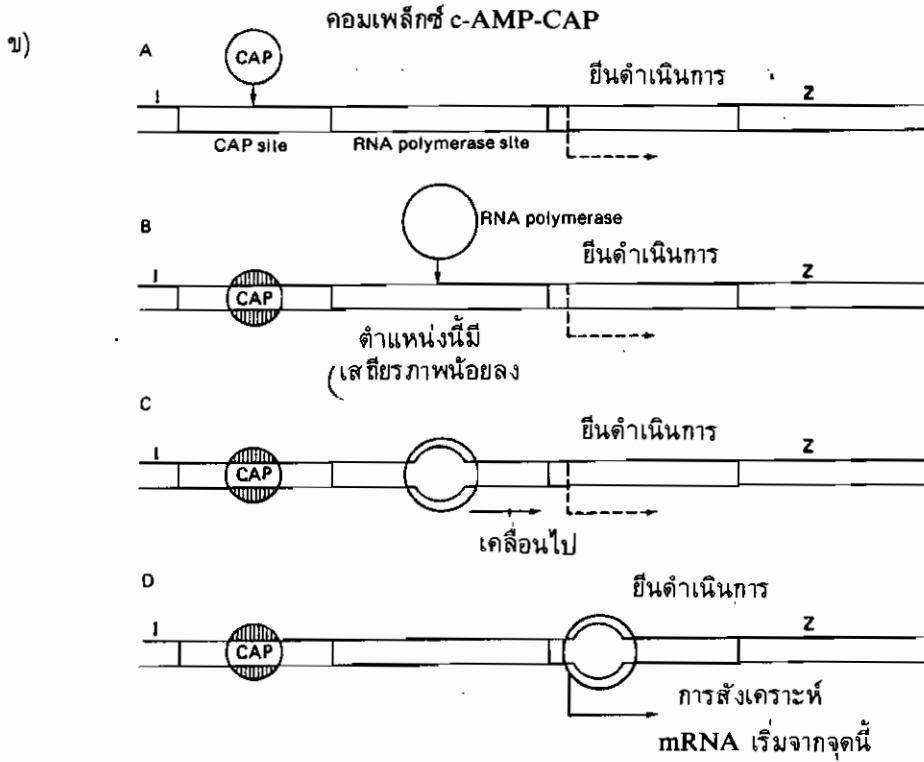 คอมเพล็กซ์ c-AMP-CAP
ข)
A
CAP
ยีนดำเนินการ
I
Z
CAP site
RNA polymerase site
B
RNA polymerase
ยีนดำเนินการ
I
Z
CAP
ตำแหน่งนี้มี
เสถียรภาพน้อยลง
C
ยีนดำเนินการ
I
Z
CAP
เคลื่อนไป
D
ยีนดำเนินการ
I
Z
CAP
การสังเคราะห์
mRNA เริ่มจากจุดนี้